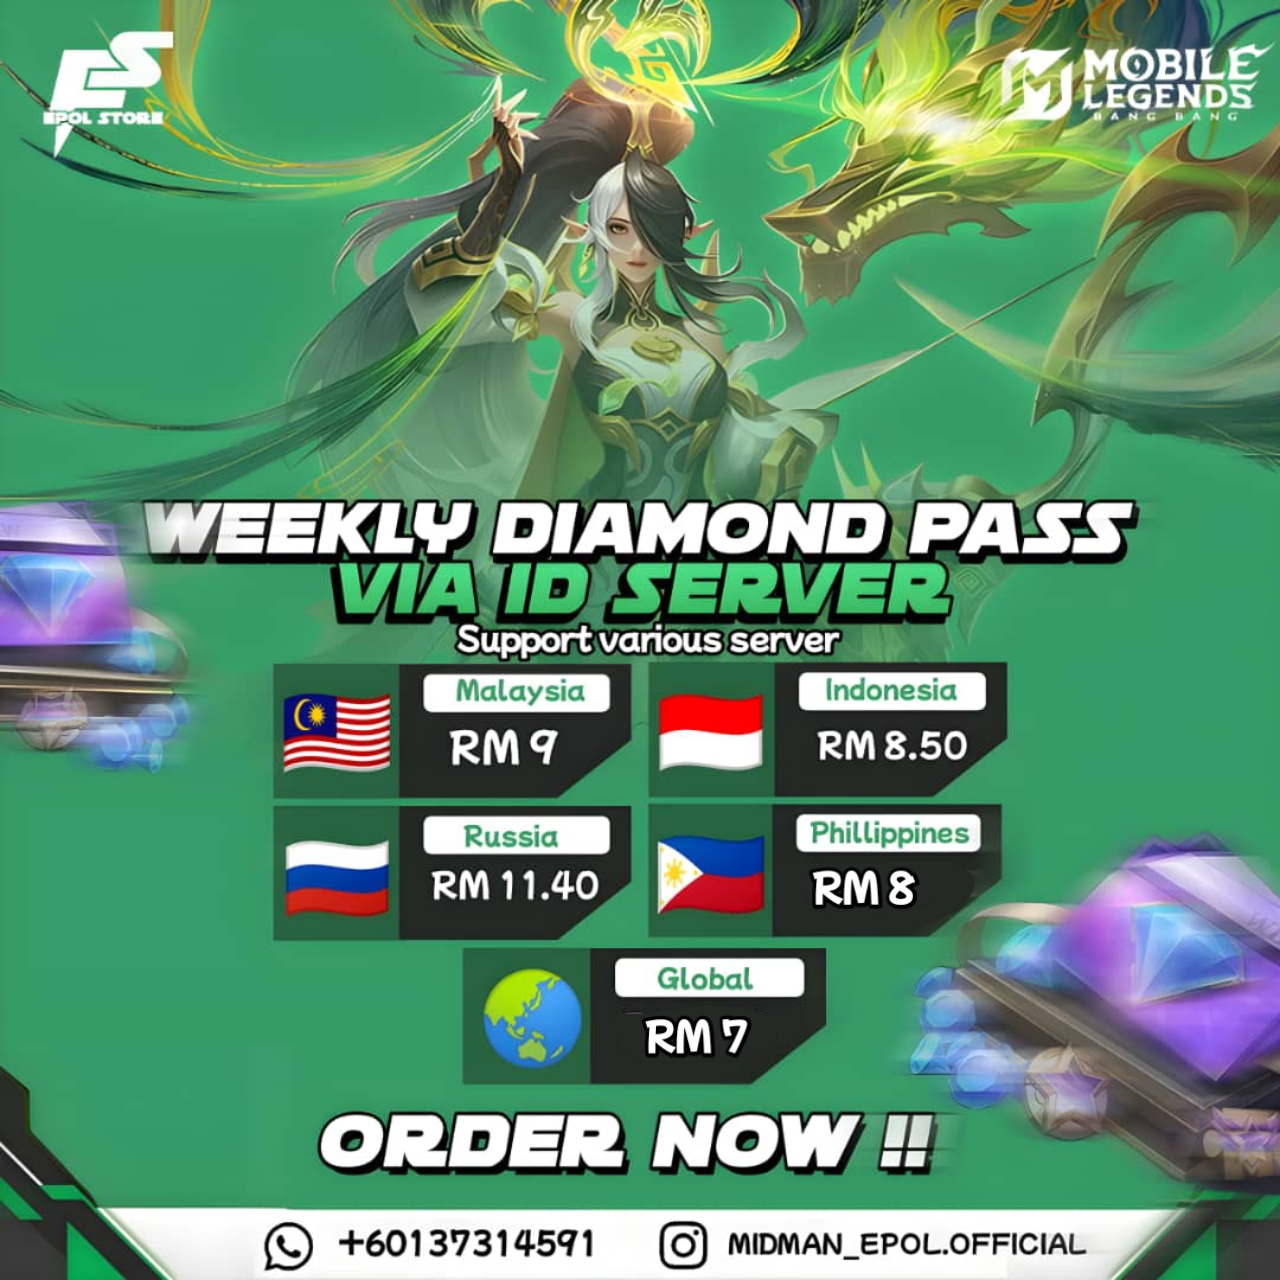 ES
EPOL STORE
MOBILE
LEGENDS
BANG BANG
WEEKLY DIAMOND PASS
VIA ID SERVER
Support various server
Malaysia
RM 9
Indonesia
RM 8.50
Russia
RM 11.40
Phillippines
RM 8
Global
RM 7
ORDER NOW !!
+60137314591
MIDMAN_EPOL.OFFICIAL